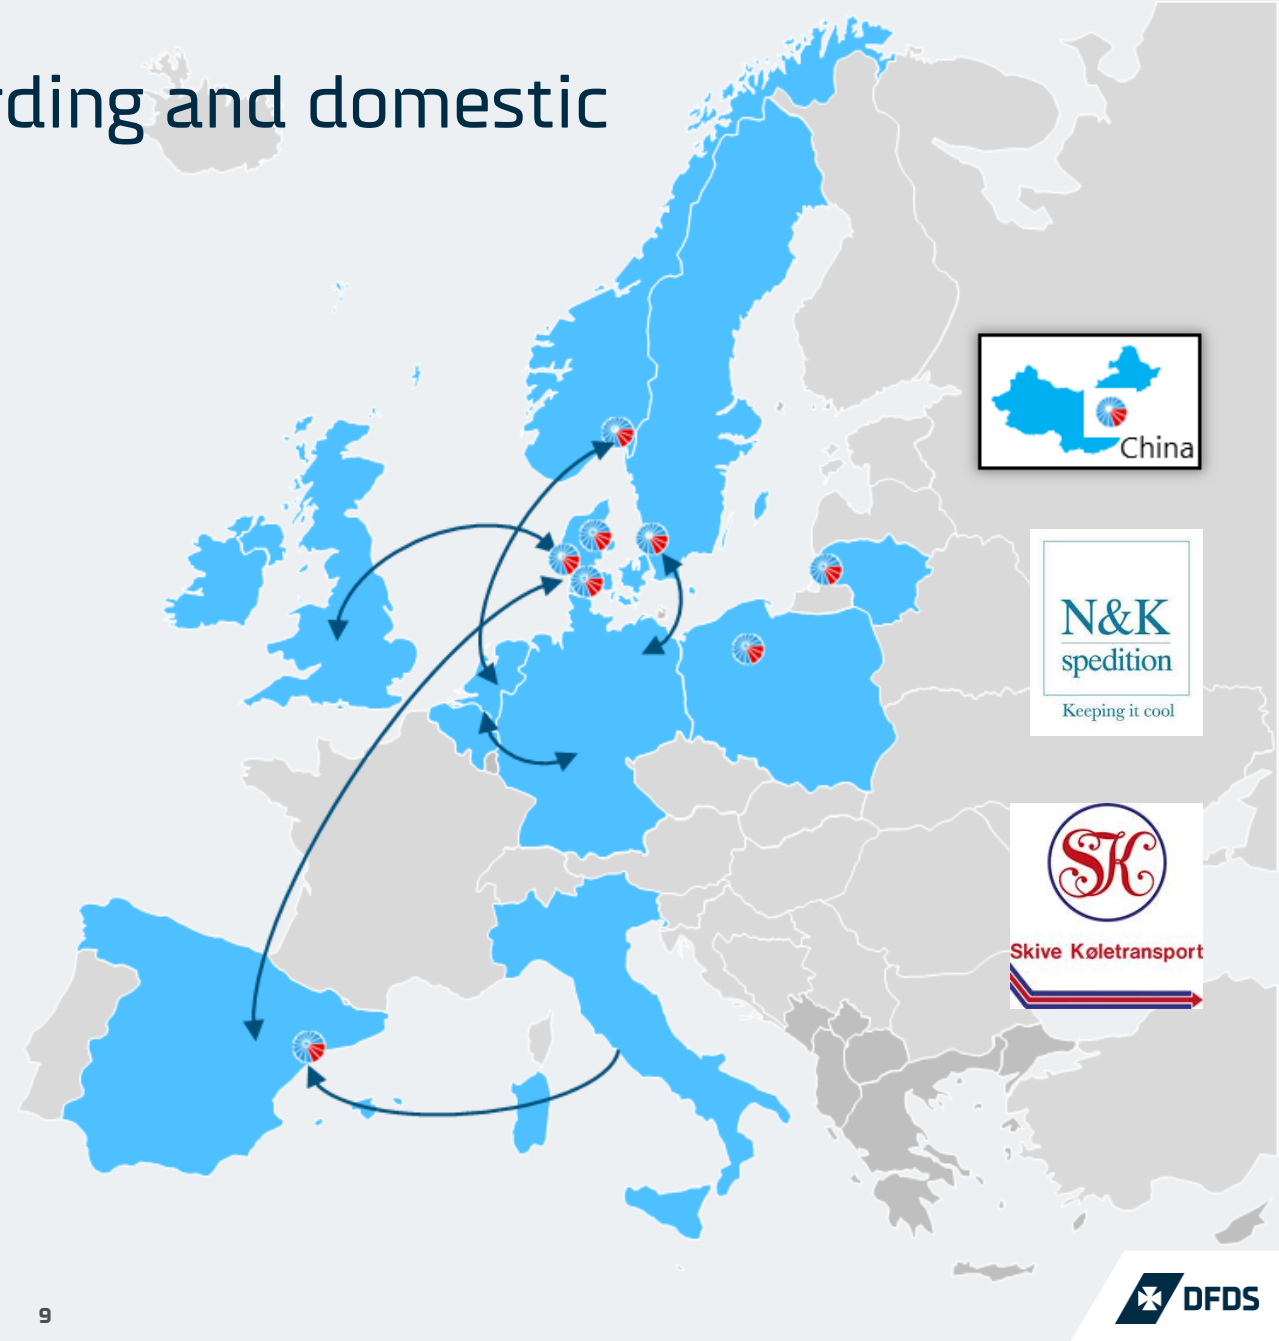 rding and domestic
China
N&K
spedition
Keeping it cool
SK
Skive Køletransport
9
DFDS